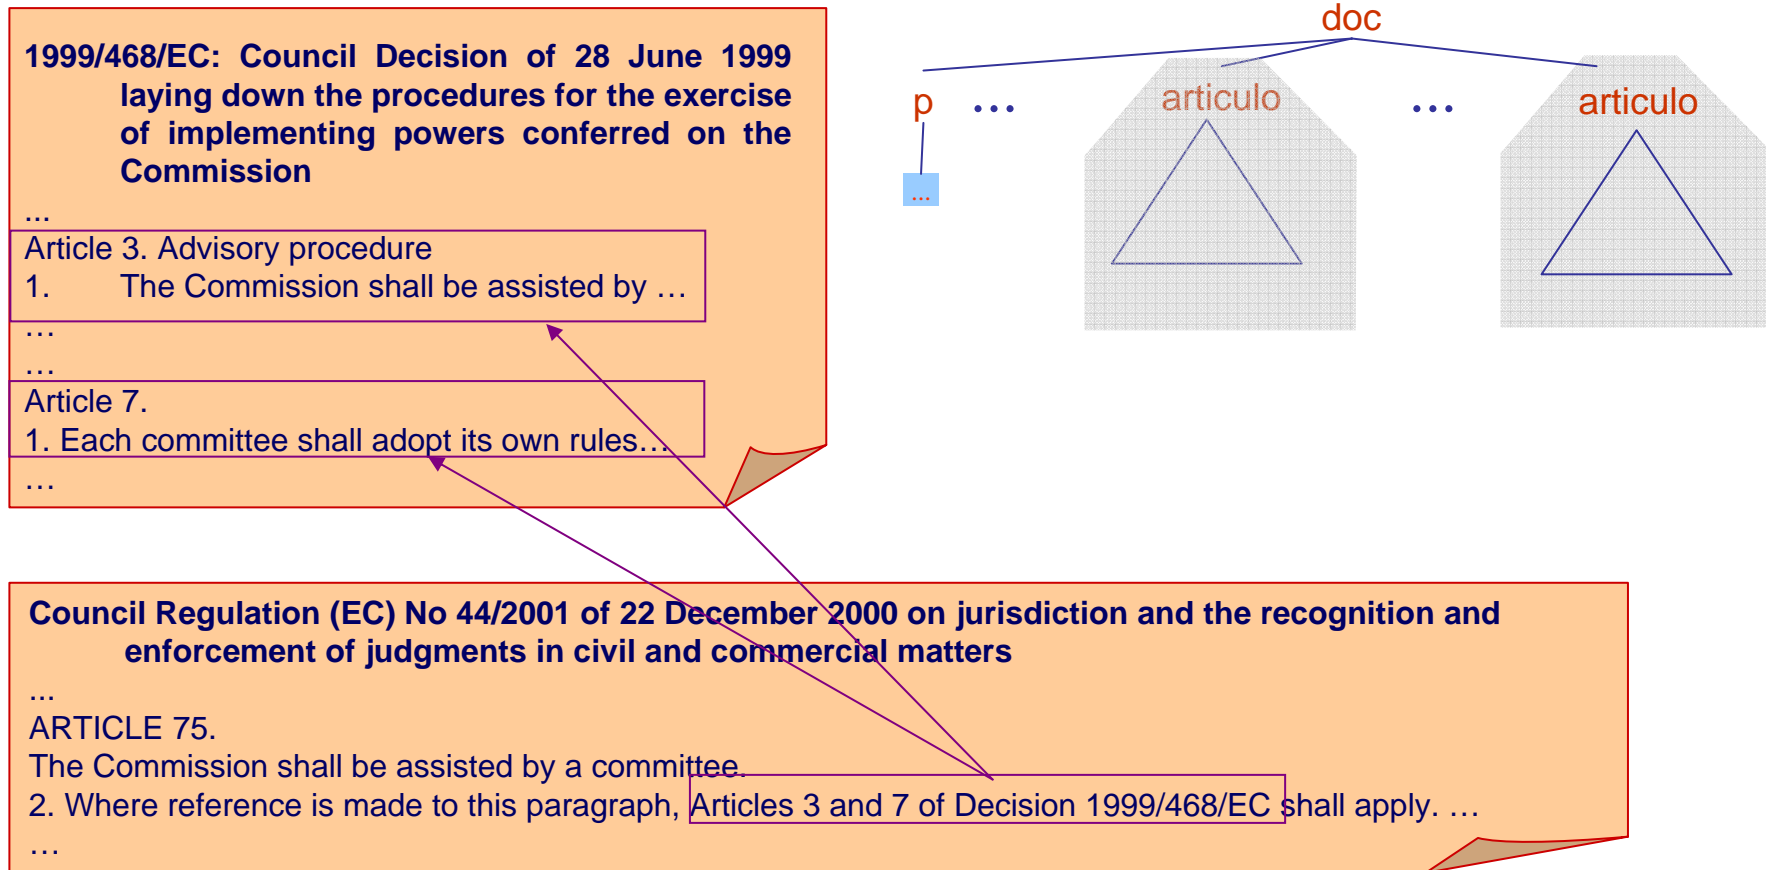 1999/468/EC: Council Decision of 28 June 1999
laying down the procedures for the exercise
of implementing powers conferred on the
Commission
...
Article 3. Advisory procedure
1. The Commission shall be assisted by …
…
…
Article 7.
1. Each committee shall adopt its own rules…
…
doc
p … articulo … articulo
...
Council Regulation (EC) No 44/2001 of 22 December 2000 on jurisdiction and the recognition and
enforcement of judgments in civil and commercial matters
...
ARTICLE 75.
The Commission shall be assisted by a committee.
2. Where reference is made to this paragraph, Articles 3 and 7 of Decision 1999/468/EC shall apply. …
…